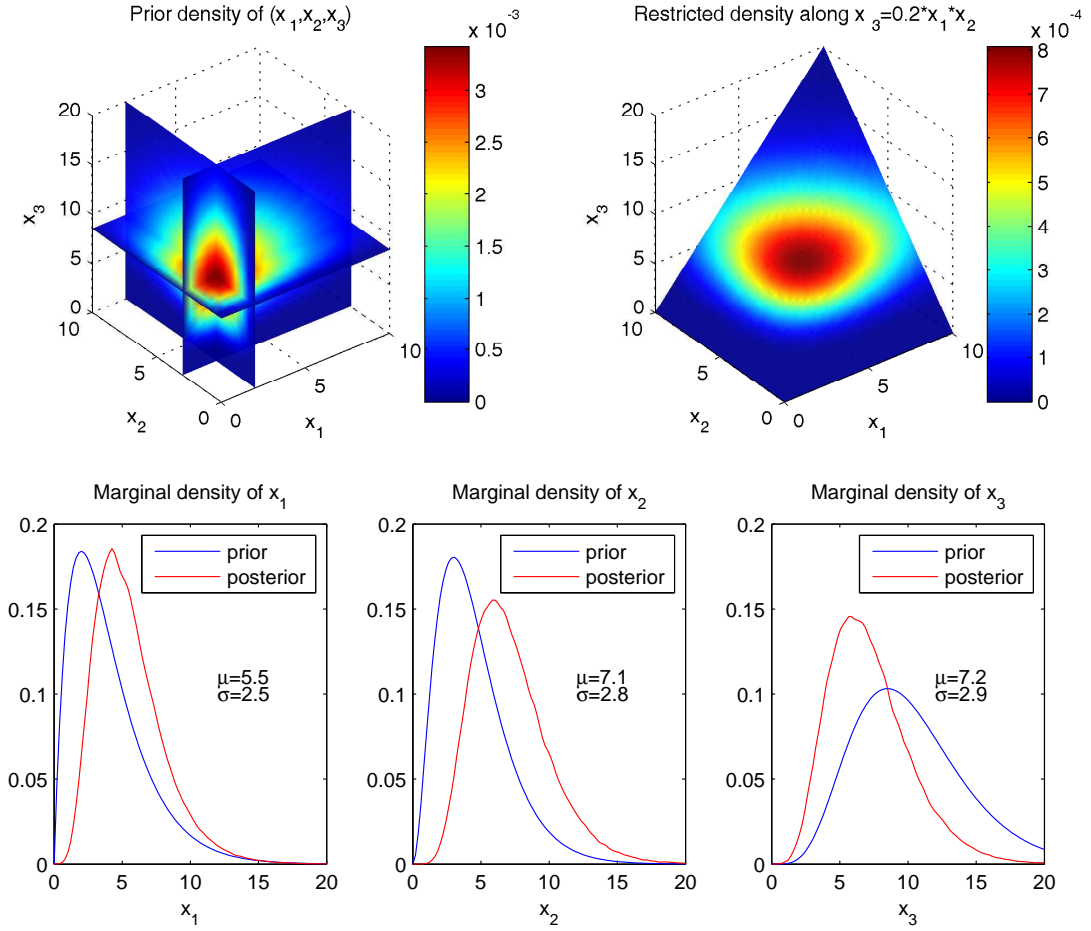 Prior density of (x₁,x₂,x₃)
x 10⁻³
20
15
10
5
0
x₃
10
5
0
x₂
0
5
10
x₁
3
2.5
2
1.5
1
0.5
0
Restricted density along x₃=0.2*x₁*x₂
x 10⁻⁴
20
15
10
5
0
x₃
10
5
0
x₂
0
5
10
x₁
8
7
6
5
4
3
2
1
0
Marginal density of x₁
0.2
0.15
0.1
0.05
0
prior
posterior
μ=5.5
σ=2.5
0 5 10 15 20
x₁
Marginal density of x₂
0.2
0.15
0.1
0.05
0
prior
posterior
μ=7.1
σ=2.8
0 5 10 15 20
x₂
Marginal density of x₃
0.2
0.15
0.1
0.05
0
prior
posterior
μ=7.2
σ=2.9
0 5 10 15 20
x₃